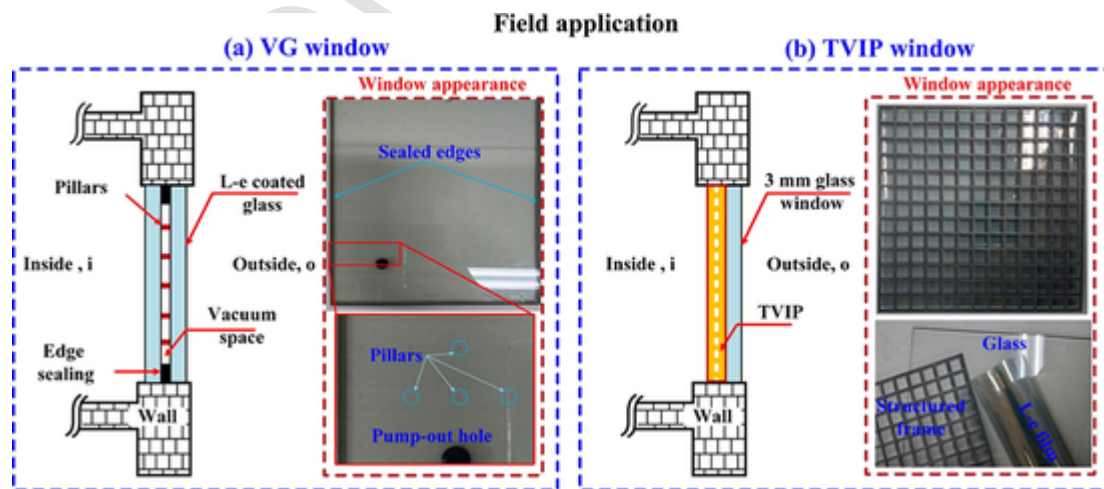 Field application
(a) VG window
Window appearance
Pillars
L-e coated
glass
Inside , i
Outside, o
Vacuum
space
Edge
sealing
Wall
Sealed edges
Pillars
Pump-out hole
(b) TVIP window
Window appearance
3 mm glass
window
Inside , i
Outside, o
TVIP
Wall
Glass
Structured
frame
L-e film